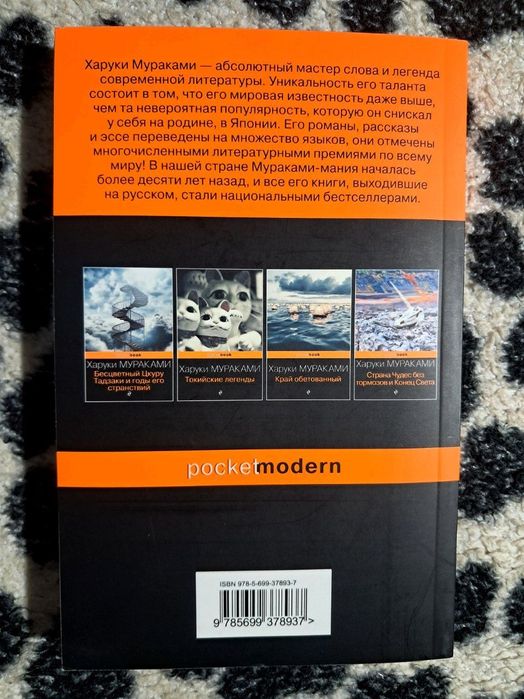 Харуки Мураками — абсолютный мастер слова и легенда
современной литературы. Уникальность его таланта
состоит в том, что его мировая известность даже выше,
чем та невероятная популярность, которую он снискал
у себя на родине, в Японии. Его романы, рассказы
и эссе переведены на множество языков, они отмечены
многочисленными литературными премиями по всему
миру! В нашей стране Мураками-мания началась
более десяти лет назад, и все его книги, выходившие
на русском, стали национальными бестселлерами.
Харуки МУРАКАМИ
Бесцветный Цкуру
Тадзаки и годы его
странствий
Харуки МУРАКАМИ
Токийские легенды
Харуки МУРАКАМИ
Край обетованный
Харуки МУРАКАМИ
Страна Чудес без
тормозов и Конец Света
pocketmodern
ISBN 978-5-699-37893-7
9 785699 378937 >